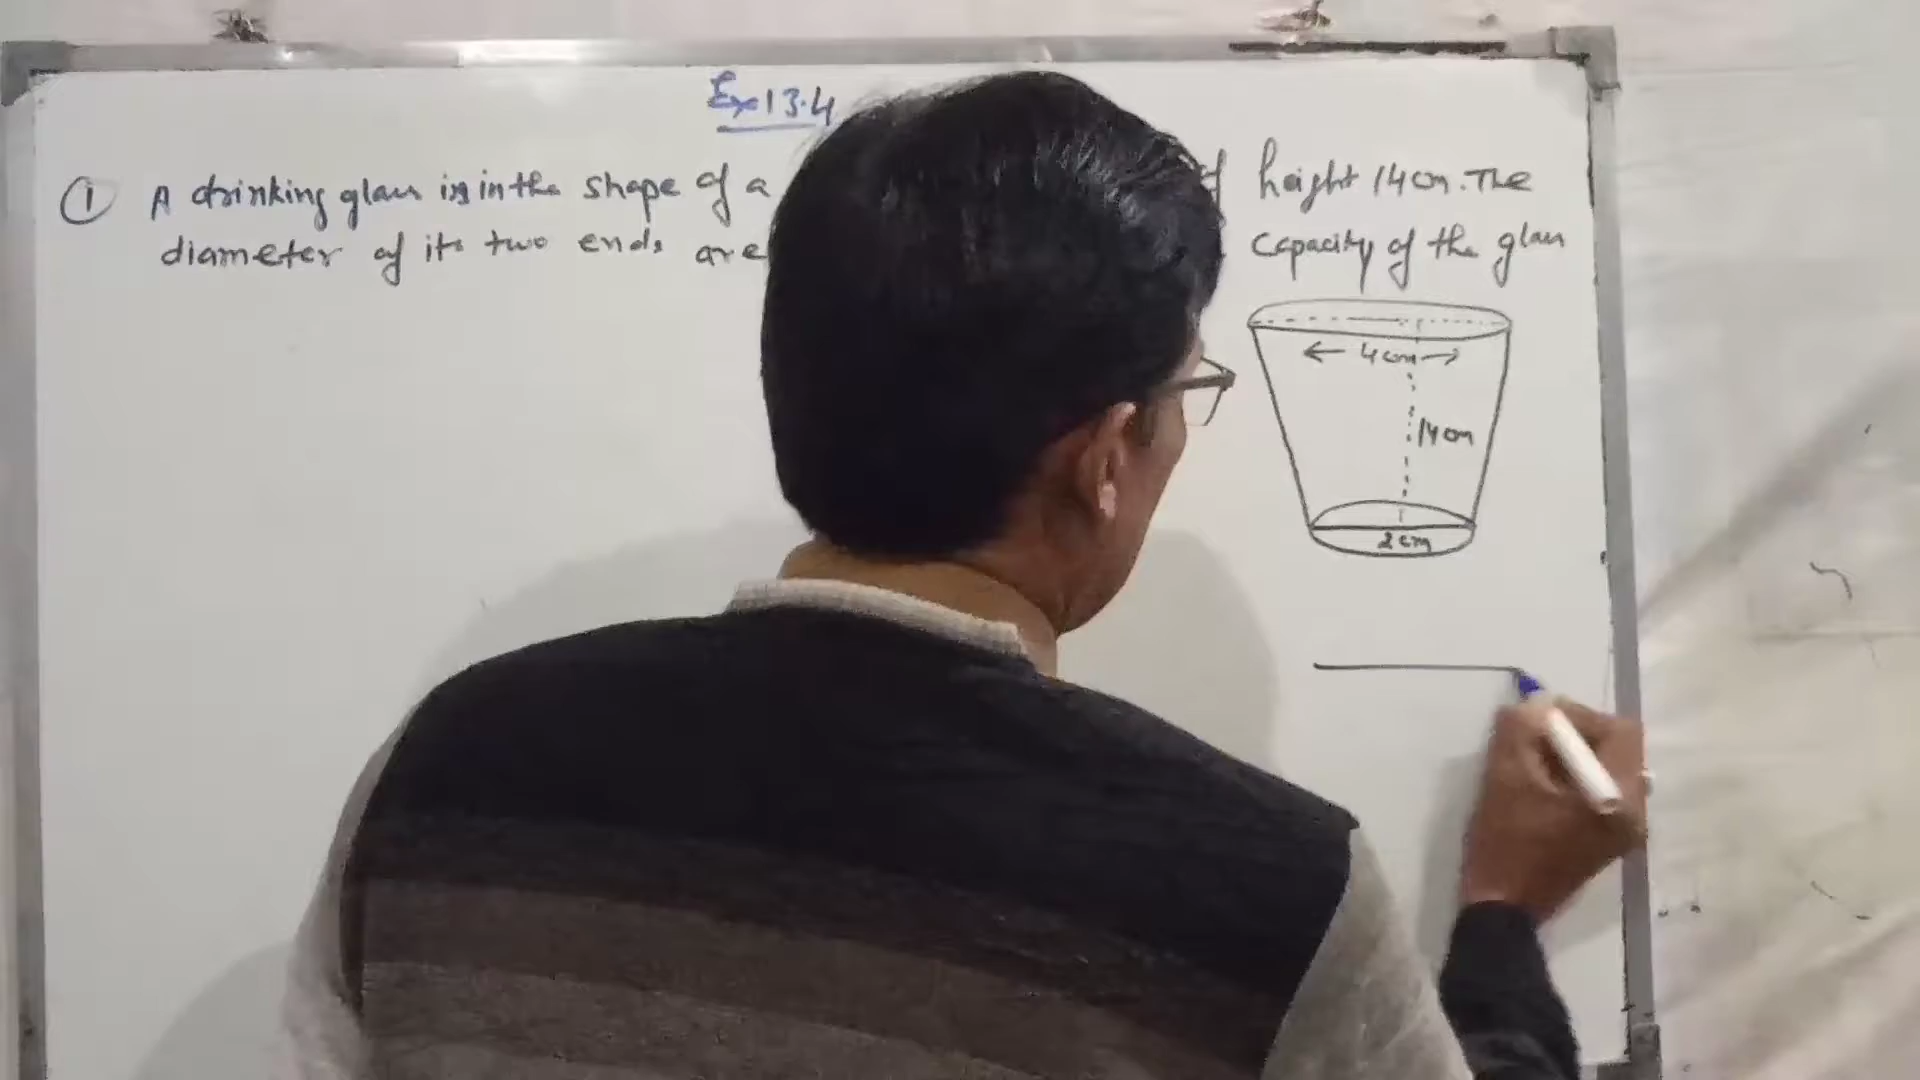 Ex 13.4
① A drinking glass is in the shape of a height 14cm. The
diameter of its two ends are capacity of the glass
4cm
14cm
2cm